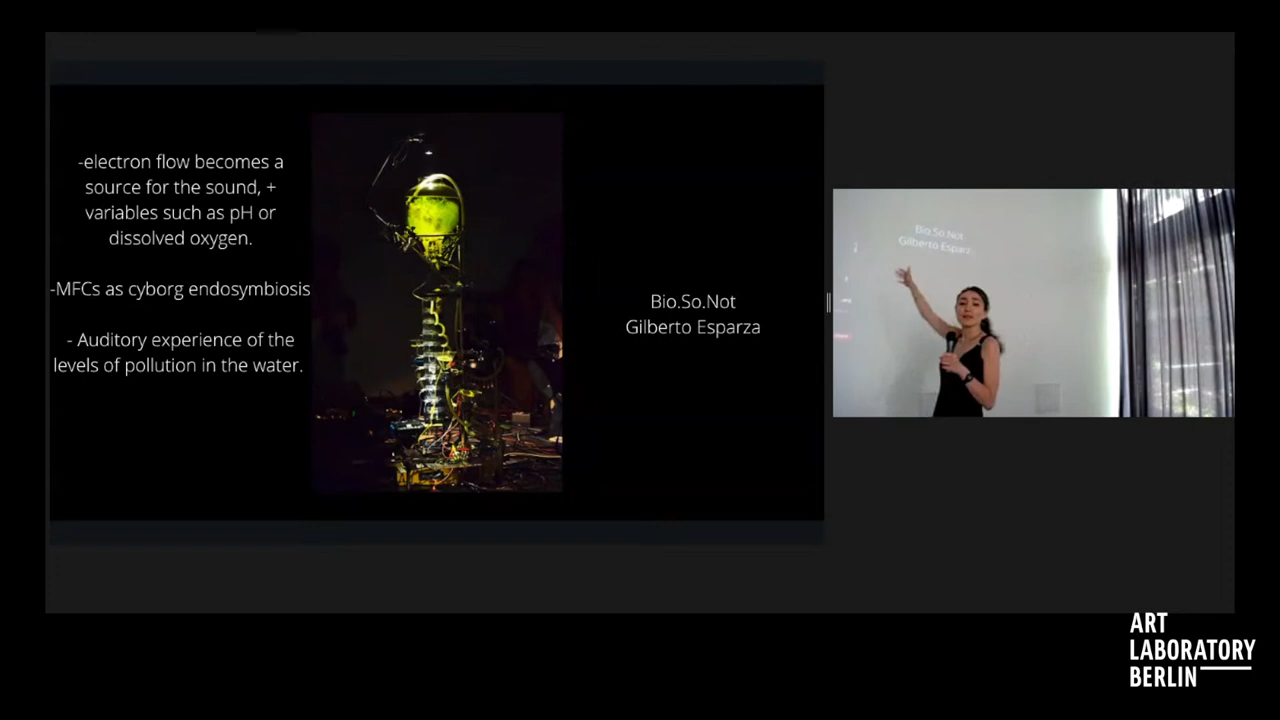 -electron flow becomes a
source for the sound, +
variables such as pH or
dissolved oxygen.
-MFCs as cyborg endosymbiosis
- Auditory experience of the
levels of pollution in the water.
Bio.So.Not
Gilberto Esparza
Bio.So.Not
Gilberto Esparz
ART
LABORATORY
BERLIN